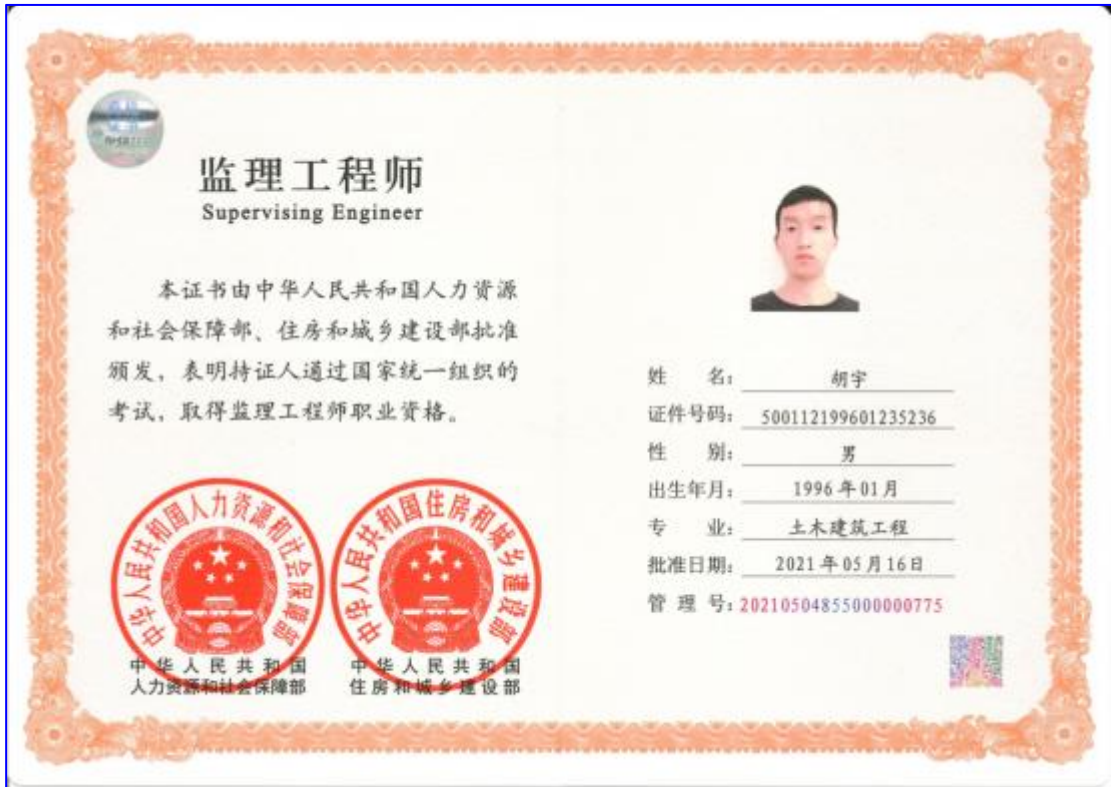 监理工程师
Supervising Engineer
本证书由中华人民共和国人力资源
和社会保障部、住房和城乡建设部批准
颁发，表明持证人通过国家统一组织的
考试，取得监理工程师职业资格。
中华人民共和国人力资源和社会保障部
中华人民共和国住房和城乡建设部
中华人民共和国
人力资源和社会保障部
中华人民共和国
住房和城乡建设部
姓 名：胡宇
证件号码：500112199601235236
性 别：男
出生年月：1996年01月
专 业：土木建筑工程
批准日期：2021年05月16日
管 理 号：20210504855000000775